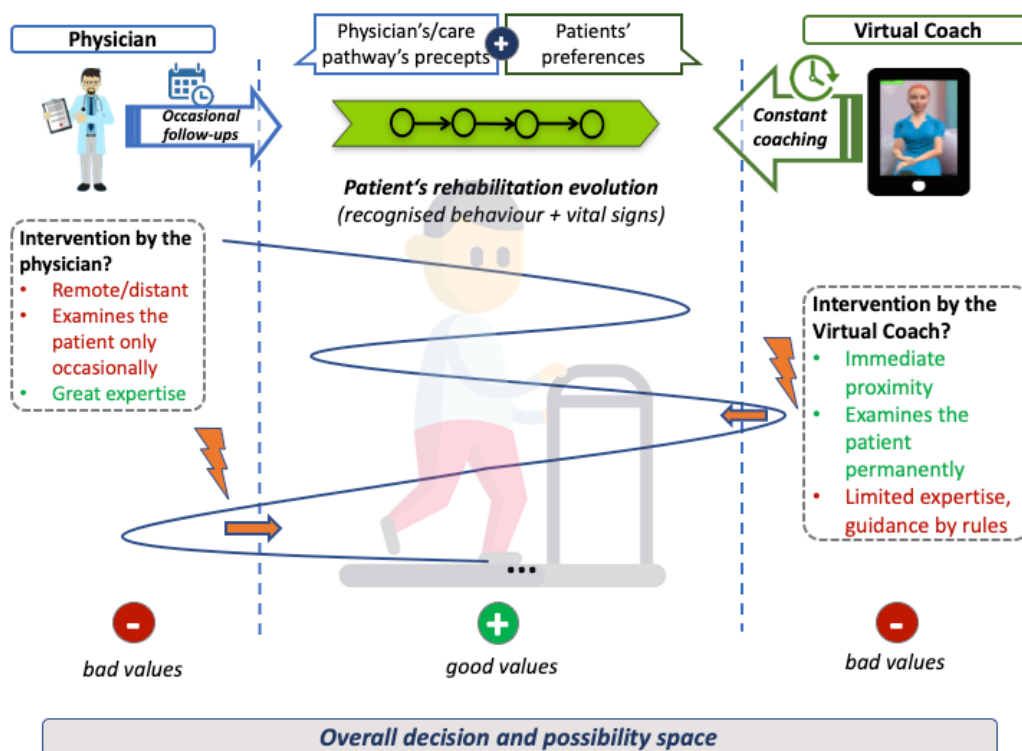 Physician
Physician's/care
pathway's precepts
+
Patients'
preferences
Virtual Coach
Occasional
follow-ups
Constant
coaching
Patient's rehabilitation evolution
(recognised behaviour + vital signs)
Intervention by the
physician?
• Remote/distant
• Examines the
patient only
occasionally
• Great expertise
Intervention by the
Virtual Coach?
• Immediate
proximity
• Examines the
patient
permanently
• Limited expertise,
guidance by rules
...
-
bad values
+
good values
-
bad values
Overall decision and possibility space